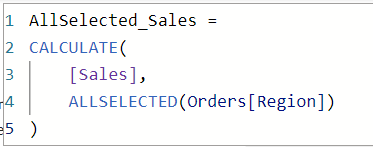 1 AllSelected_Sales =
2 CALCULATE(
3 [Sales],
4 ALLSELECTED(Orders[Region])
5 )